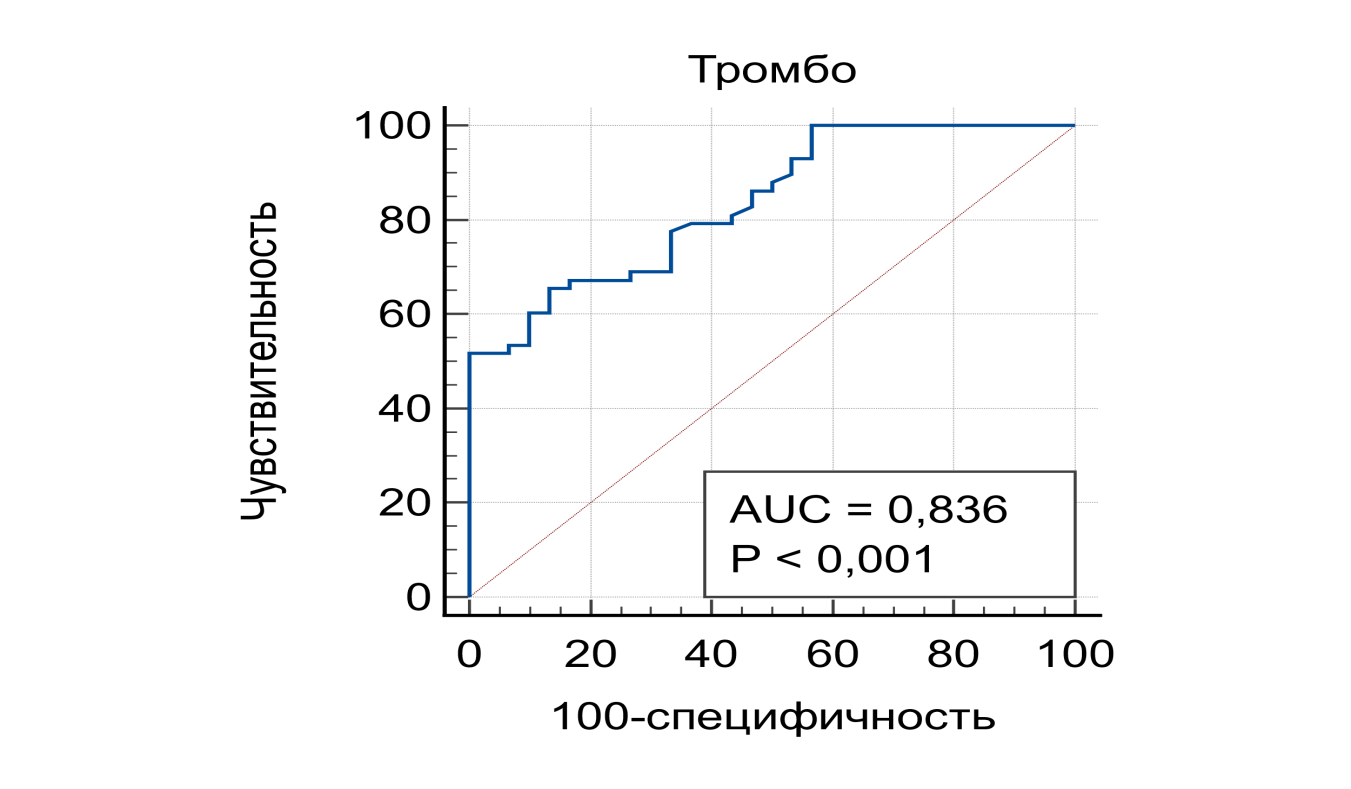 Тромбо
Чувствительность
100
80
60
40
20
0
AUC = 0,836
P < 0,001
0 20 40 60 80 100
100-специфичность